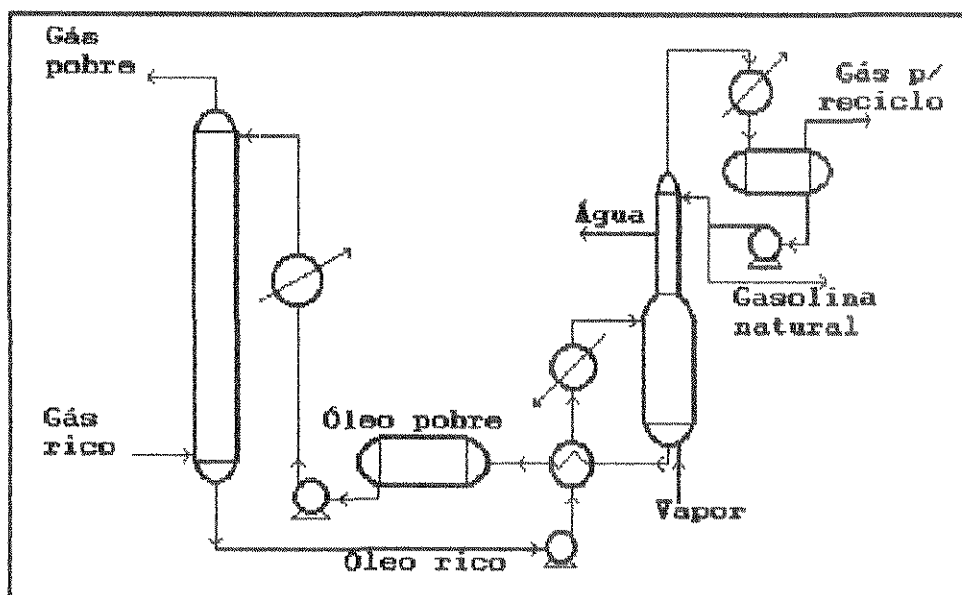 Gás
pobre
Gás p/
reciclo
Água
Gasolina
natural
Gás
rico
Óleo pobre
Vapor
Óleo rico